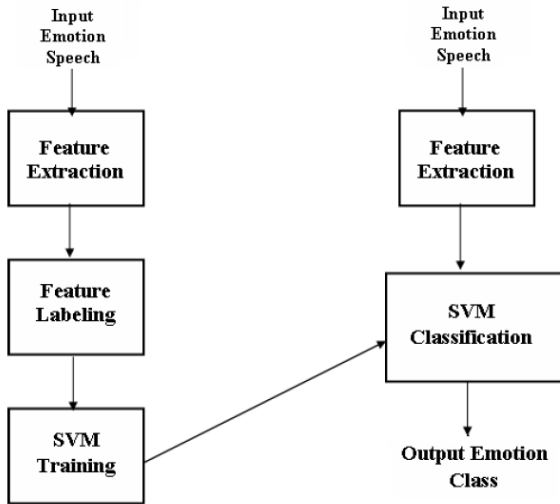 Input
Emotion
Speech
Feature
Extraction
Feature
Labeling
SVM
Training
Input
Emotion
Speech
Feature
Extraction
SVM
Classification
Output Emotion
Class